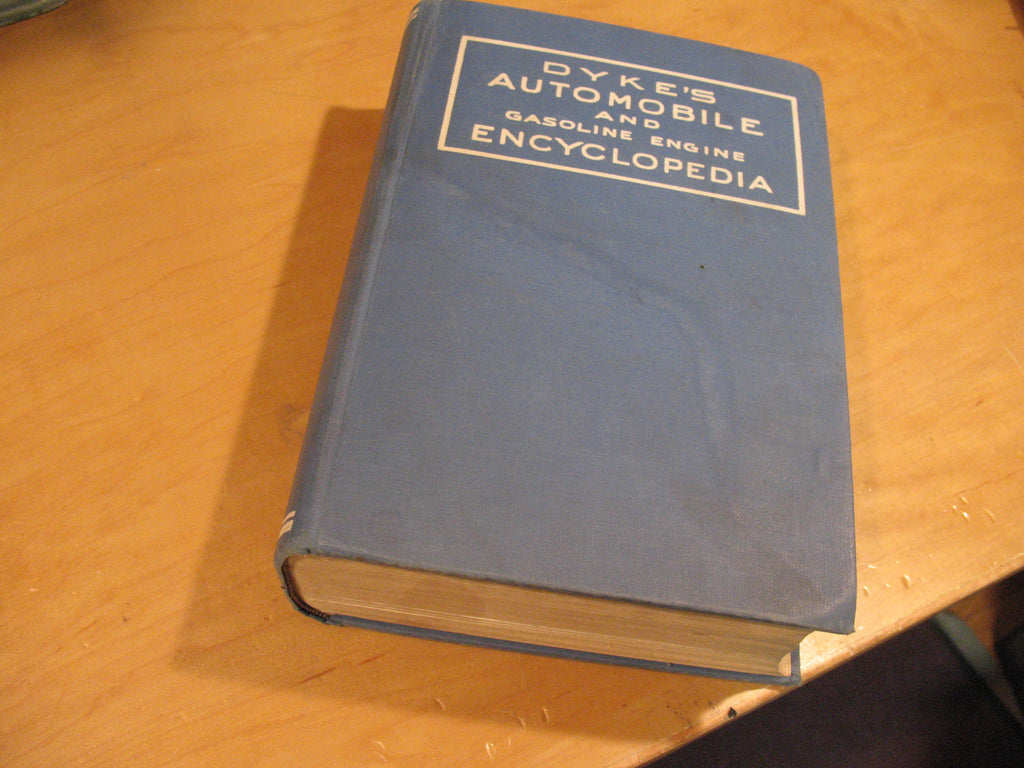 DYKE'S
AUTOMOBILE
AND
GASOLINE ENGINE
ENCYCLOPEDIA